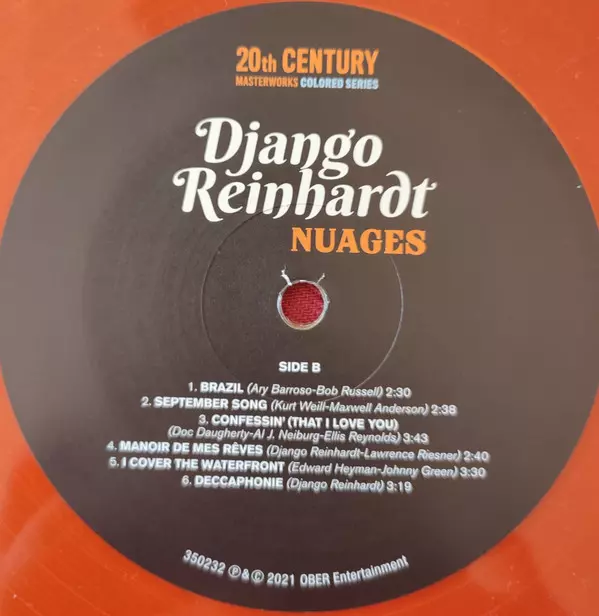 20th CENTURY
MASTERWORKS COLORED SERIES
Django
Reinhardt
NUAGES
SIDE B
1. BRAZIL (Ary Barroso-Bob Russell) 2:30
2. SEPTEMBER SONG (Kurt Weill-Maxwell Anderson) 2:38
3. CONFESSIN' (THAT I LOVE YOU)
(Doc Daugherty-Al J. Neiburg-Ellis Reynolds) 3:43
4. MANOIR DE MES RÊVES (Django Reinhardt-Lawrence Riesner) 2:40
5. I COVER THE WATERFRONT (Edward Heyman-Johnny Green) 3:30
6. DECCAPHONIE (Django Reinhardt) 3:19
350232 ℗ & © 2021 OBER Entertainment